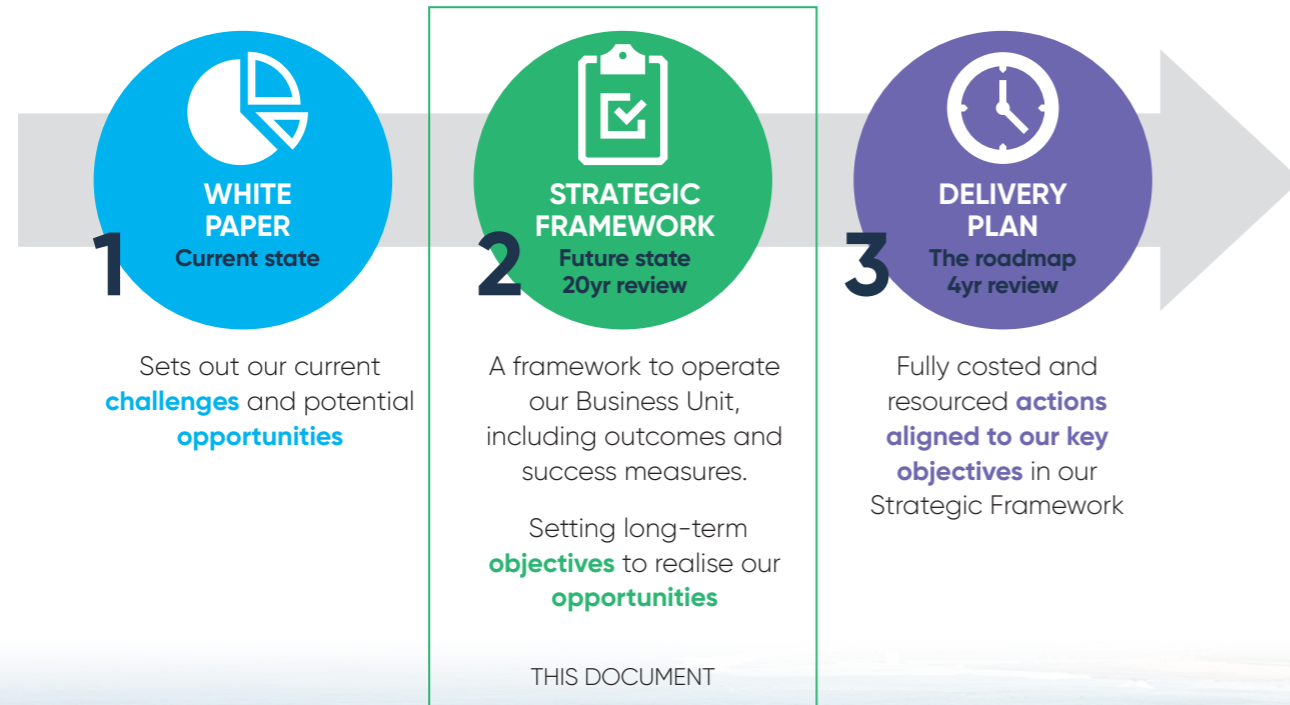 1
WHITE
PAPER
Current state
Sets out our current
challenges and potential
opportunities
2
STRATEGIC
FRAMEWORK
Future state
20yr review
A framework to operate
our Business Unit,
including outcomes and
success measures.
Setting long-term
objectives to realise our
opportunities
THIS DOCUMENT
3
DELIVERY
PLAN
The roadmap
4yr review
Fully costed and
resourced actions
aligned to our key
objectives in our
Strategic Framework